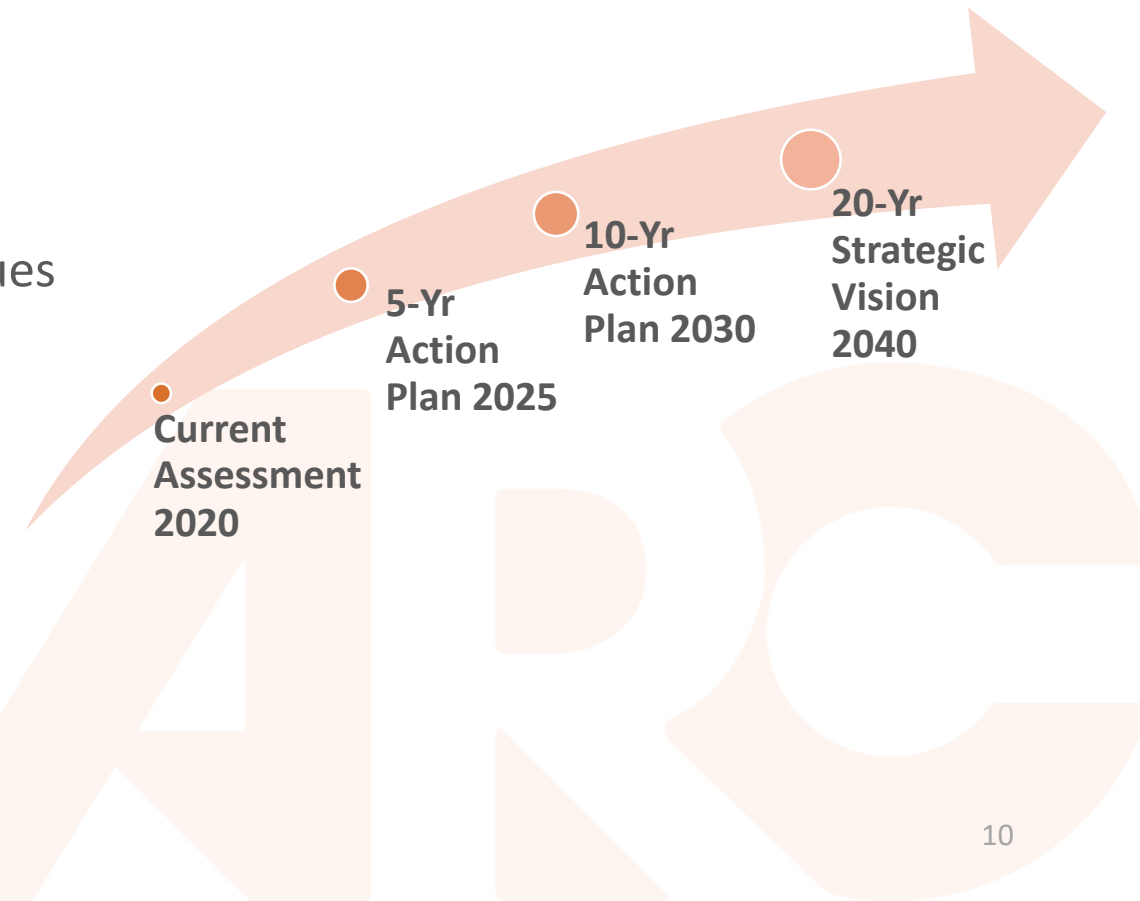 ues
Current
Assessment
2020
5-Yr
Action
Plan 2025
10-Yr
Action
Plan 2030
20-Yr
Strategic
Vision
2040
ARC
10